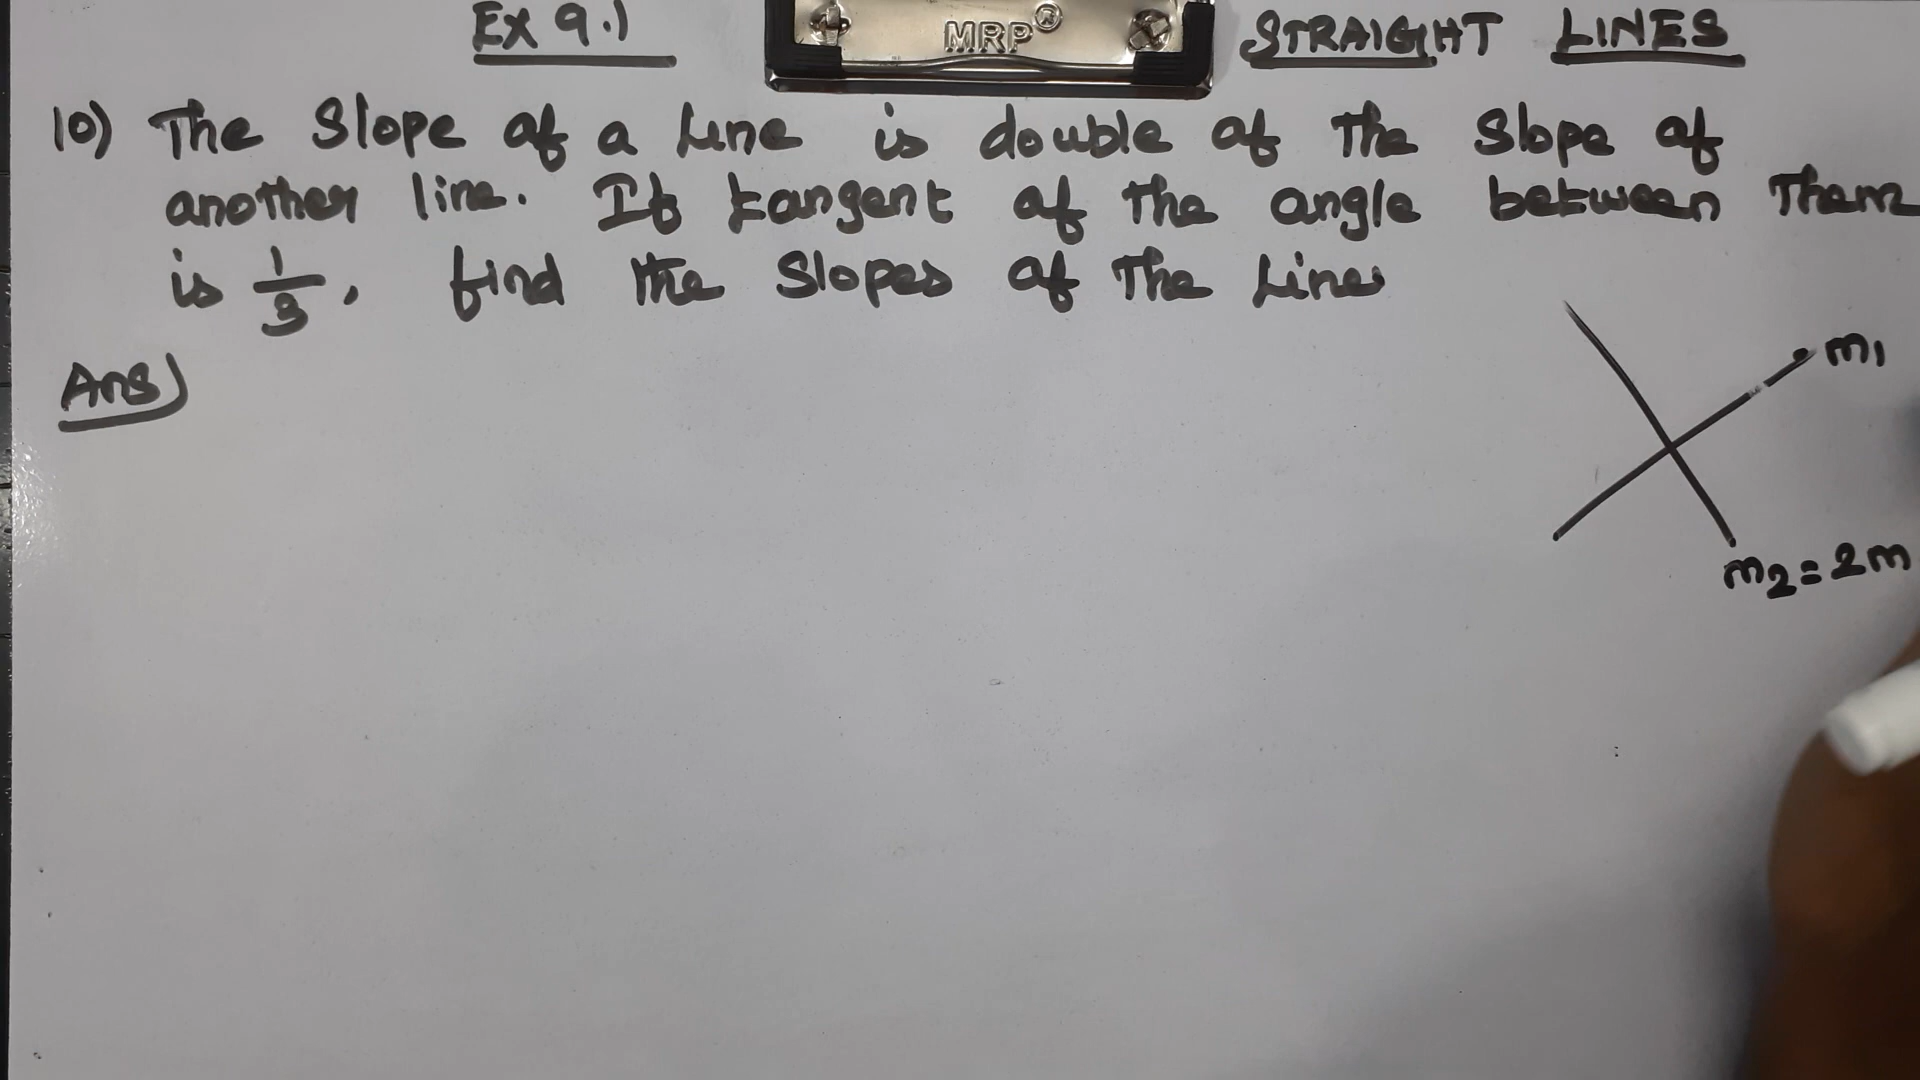 Ex 9.1
MRP®
STRAIGHT LINES
10) The Slope of a Line is double of the Slope of
another line. If tangent of the angle between Them
is 1/3, find the Slopes of The Lines
Ans)
m1
m2 = 2m